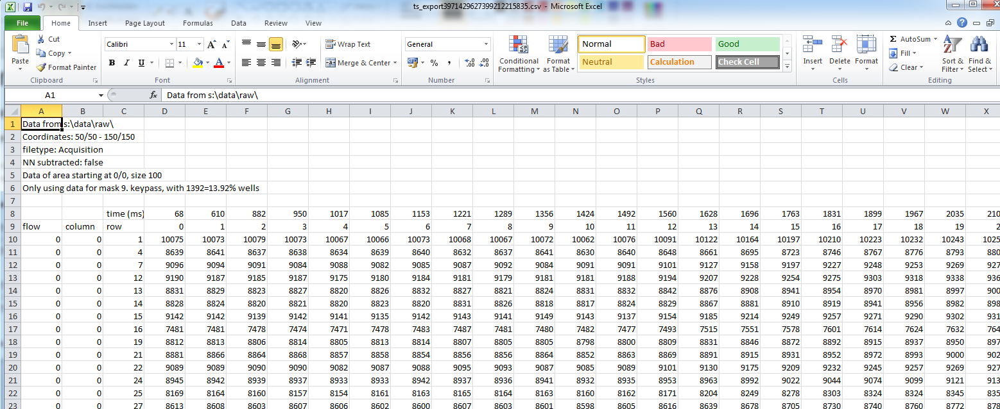 ts_export3971429627399212215835.csv - Microsoft Excel
File Home Insert Page Layout Formulas Data Review View
Paste Cut Copy Format Painter Clipboard
Calibri 11 A A B I U A Font
Wrap Text Merge & Center Alignment
General % , .00 .0 Number
Conditional Formatting Format as Table Normal Bad Good Neutral Calculation Check Cell Styles
Insert Delete Format Cells
Σ AutoSum Fill Clear Sort & Filter Find & Select Editing
A1 fx Data from s:\data\raw\
A B C D E F G H I J K L M N O P Q R S T U V W X
1 Data from s:\data\raw\
2 Coordinates: 50/50 - 150/150
3 filetype: Acquisition
4 NN subtracted: false
5 Data of area starting at 0/0, size 100
6 Only using data for mask 9. keypass, with 1392=13.92% wells
7
8 time (ms) 68 610 882 950 1017 1085 1153 1221 1289 1356 1424 1492 1560 1628 1696 1763 1831 1899 1967 2035 210
9 flow column row 0 1 2 3 4 5 6 7 8 9 10 11 12 13 14 15 16 17 18 19 2
10 0 0 1 10075 10073 10079 10073 10067 10066 10073 10068 10067 10072 10062 10076 10091 10122 10164 10197 10210 10223 10232 10243 1025
11 0 0 4 8639 8641 8637 8638 8634 8639 8640 8632 8637 8641 8630 8640 8648 8661 8695 8723 8746 8767 8776 8793 880
12 0 0 7 9096 9094 9091 9084 9088 9082 9085 9087 9092 9084 9091 9091 9101 9127 9158 9197 9227 9248 9253 9269 927
13 0 0 12 9190 9187 9185 9187 9175 9180 9184 9181 9179 9181 9181 9188 9194 9207 9228 9254 9275 9303 9318 9338 936
14 0 0 13 8831 8829 8823 8827 8820 8826 8832 8827 8821 8824 8831 8832 8842 8876 8908 8941 8954 8970 8981 8997 900
15 0 0 14 8828 8824 8820 8821 8820 8823 8820 8831 8826 8818 8817 8824 8829 8867 8881 8910 8919 8941 8956 8982 898
16 0 0 15 9142 9142 9139 9142 9141 9135 9142 9143 9141 9149 9143 9137 9154 9185 9214 9249 9257 9271 9290 9302 931
17 0 0 16 7481 7481 7478 7474 7471 7478 7483 7487 7481 7480 7482 7477 7493 7515 7551 7578 7601 7614 7624 7632 764
18 0 0 19 8812 8813 8806 8814 8805 8813 8814 8807 8805 8805 8798 8800 8809 8831 8846 8872 8892 8915 8937 8950 897
19 0 0 21 8881 8866 8864 8868 8857 8858 8854 8856 8856 8864 8852 8863 8869 8891 8915 8931 8952 8972 8993 9000 902
20 0 0 22 9089 9089 9090 9090 9082 9087 9088 9095 9093 9087 9085 9089 9101 9130 9175 9209 9232 9245 9257 9269 927
21 0 0 24 8945 8942 8939 8937 8933 8933 8942 8937 8936 8941 8932 8935 8953 8963 8992 9022 9044 9074 9099 9121 913
22 0 0 25 8169 8164 8160 8157 8154 8161 8163 8165 8164 8163 8160 8162 8171 8204 8249 8278 8303 8324 8324 8345 835
23 0 0 27 8613 8608 8603 8607 8606 8602 8600 8607 8603 8601 8598 8605 8616 8639 8678 8705 8730 8740 8760 8772 878